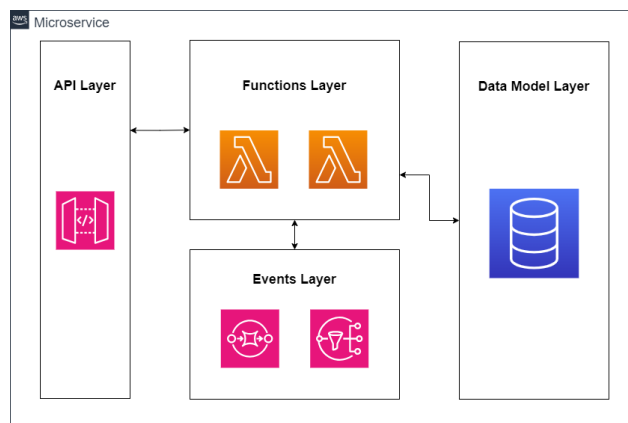 aws
Microservice
API Layer
Functions Layer
Data Model Layer
</>
Events Layer